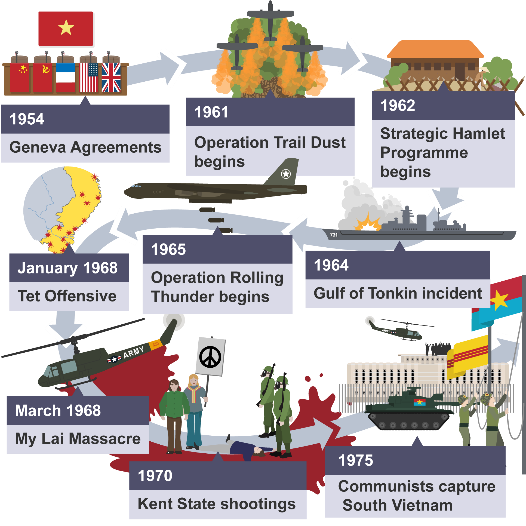 1954
Geneva Agreements
1961
Operation Trail Dust
begins
1962
Strategic Hamlet
Programme
begins
1964
Gulf of Tonkin incident
731
1965
Operation Rolling
Thunder begins
January 1968
Tet Offensive
ARMY
March 1968
My Lai Massacre
1970
Kent State shootings
1975
Communists capture
South Vietnam